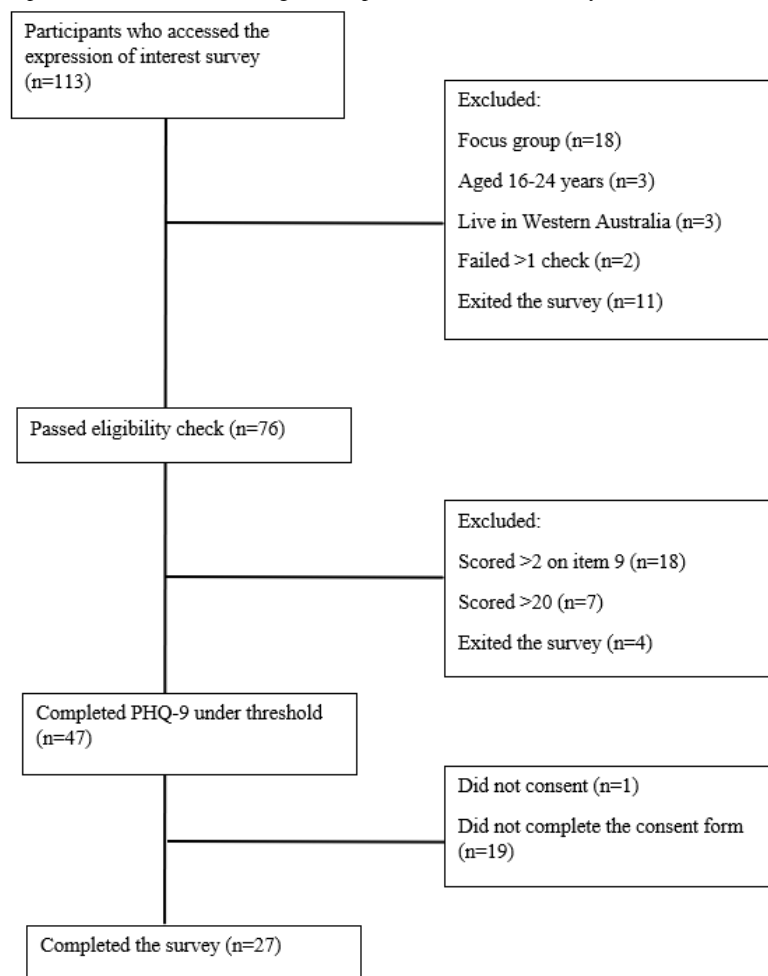 Participants who accessed the
expression of interest survey
(n=113)
Excluded:
Focus group (n=18)
Aged 16-24 years (n=3)
Live in Western Australia (n=3)
Failed >1 check (n=2)
Exited the survey (n=11)
Passed eligibility check (n=76)
Excluded:
Scored >2 on item 9 (n=18)
Scored >20 (n=7)
Exited the survey (n=4)
Completed PHQ-9 under threshold
(n=47)
Did not consent (n=1)
Did not complete the consent form
(n=19)
Completed the survey (n=27)